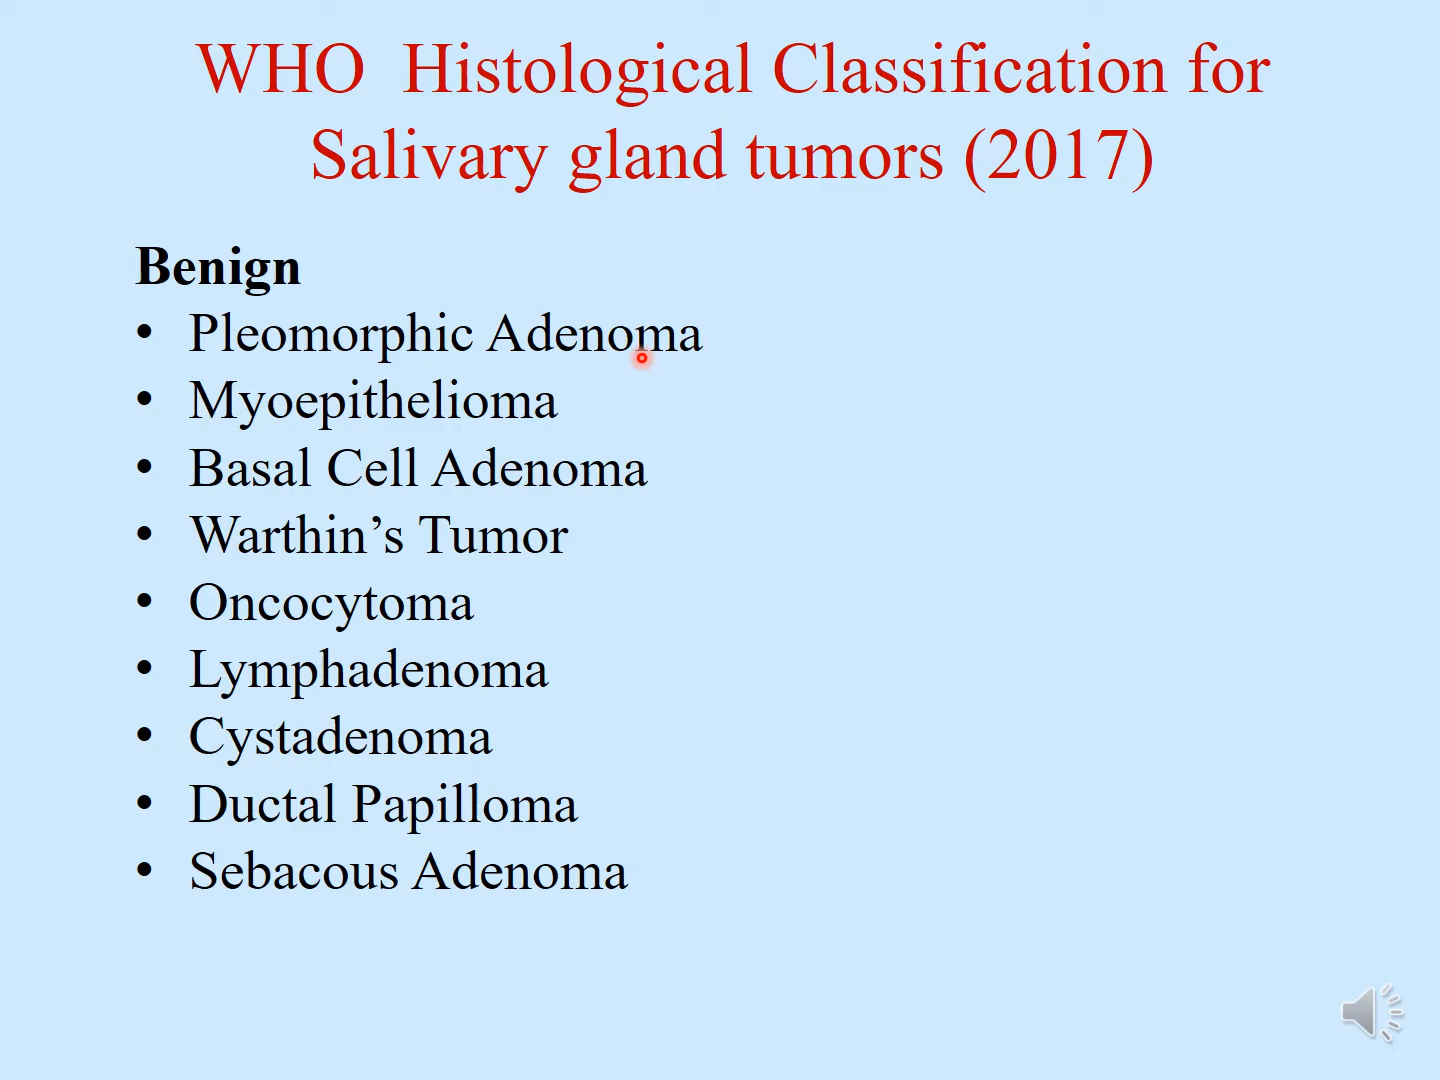 WHO  Histological Classification for
Salivary gland tumors (2017)
Benign
• Pleomorphic Adenoma
• Myoepithelioma
• Basal Cell Adenoma
• Warthin’s Tumor
• Oncocytoma
• Lymphadenoma
• Cystadenoma
• Ductal Papilloma
• Sebacous Adenoma